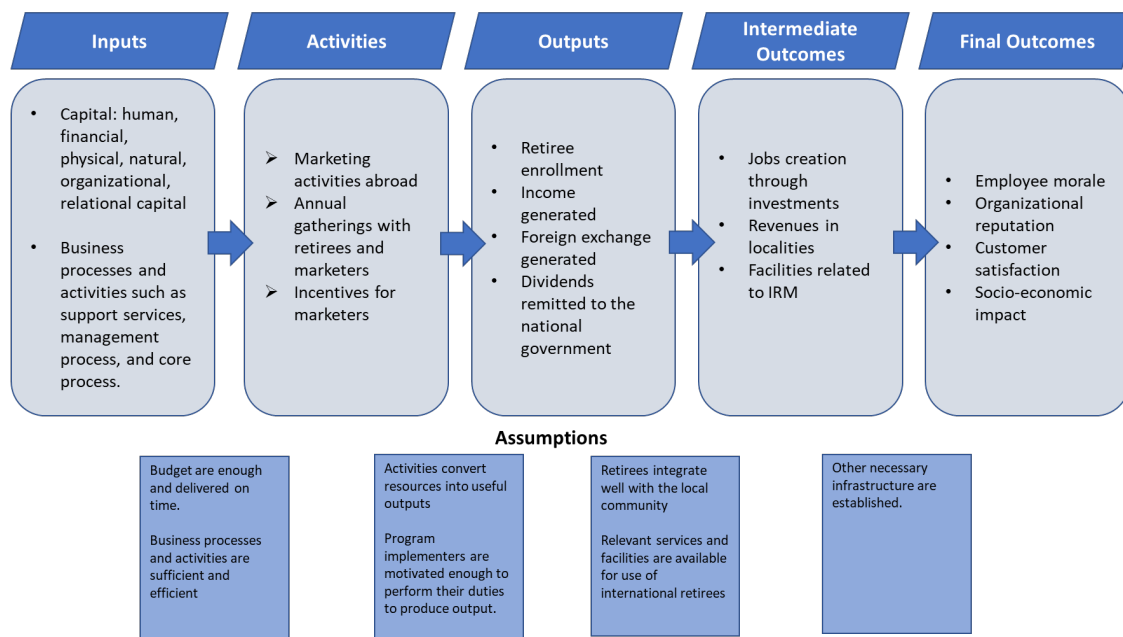 Inputs
Activities
Outputs
Intermediate
Outcomes
Final Outcomes
• Capital: human,
financial,
physical, natural,
organizational,
relational capital
• Business
processes and
activities such as
support services,
management
process, and core
process.
➢ Marketing
activities abroad
➢ Annual
gatherings with
retirees and
marketers
➢ Incentives for
marketers
• Retiree
enrollment
• Income
generated
• Foreign exchange
generated
• Dividends
remitted to the
national
government
• Jobs creation
through
investments
• Revenues in
localities
• Facilities related
to IRM
• Employee morale
• Organizational
reputation
• Customer
satisfaction
• Socio-economic
impact
Assumptions
Budget are enough
and delivered on
time.
Business processes
and activities are
sufficient and
efficient
Activities convert
resources into useful
outputs
Program
implementers are
motivated enough to
perform their duties
to produce output.
Retirees integrate
well with the local
community
Relevant services and
facilities are available
for use of
international retirees
Other necessary
infrastructure are
established.